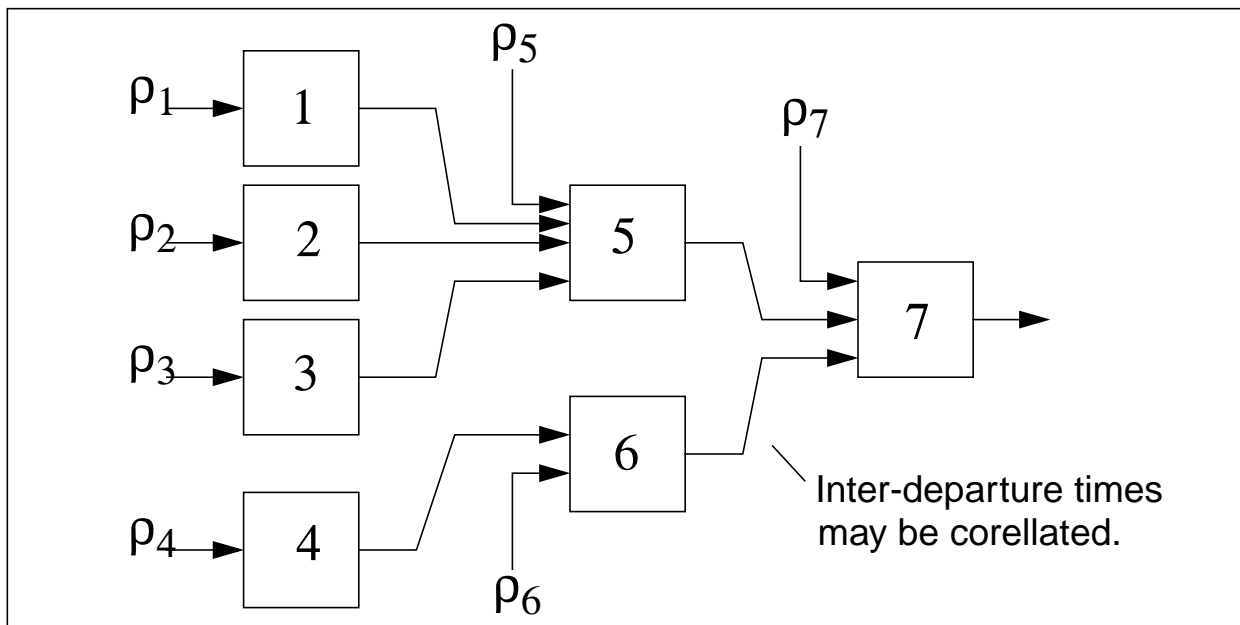 ρ5
ρ1
1
ρ7
ρ2
2
5
7
ρ3
3
6
Inter-departure times
may be corellated.
ρ4
4
ρ6